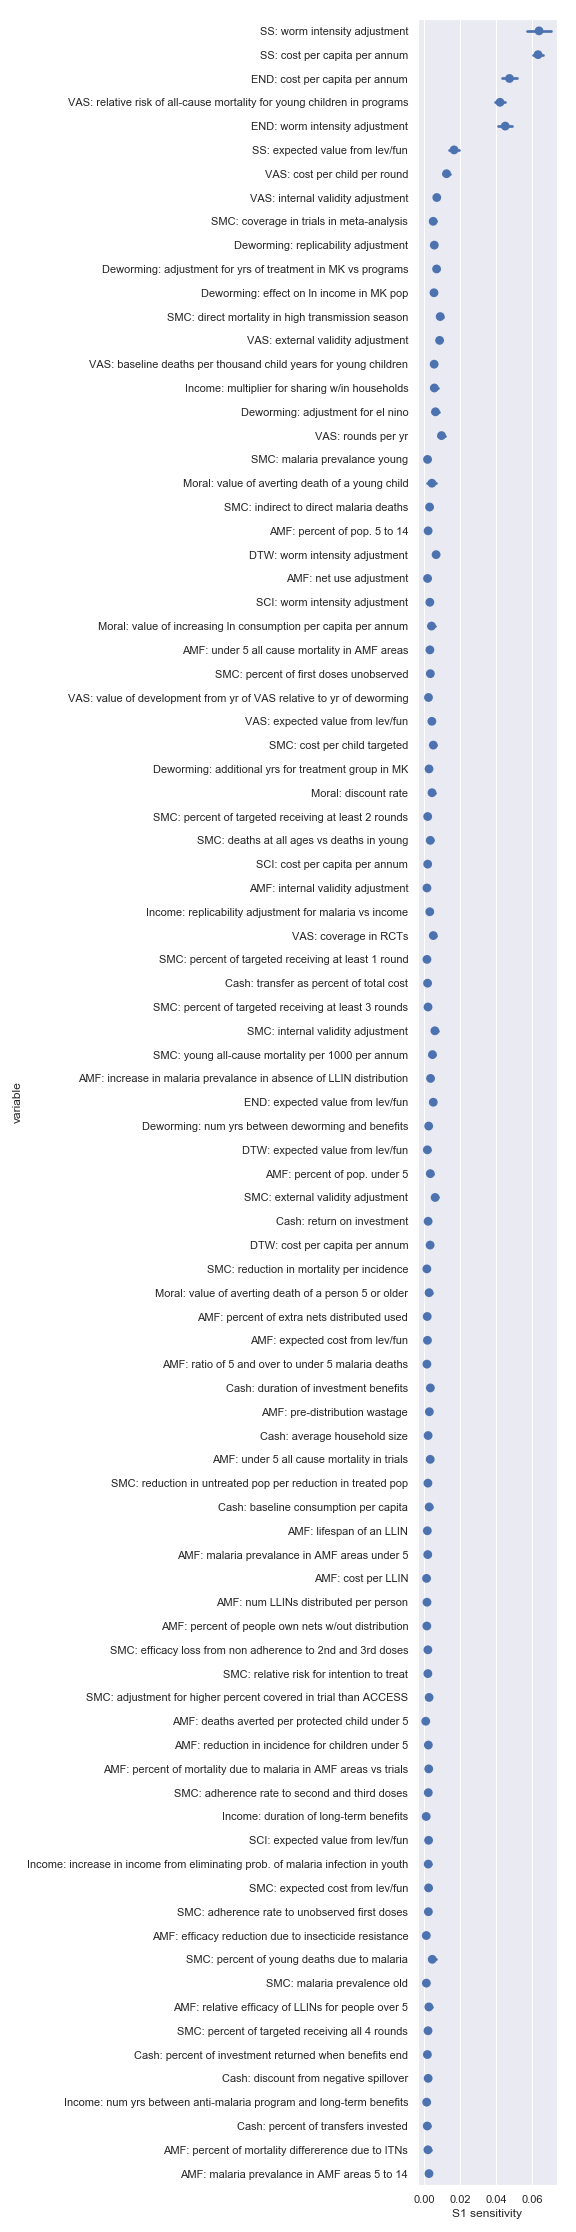 SS: worm intensity adjustment
SS: cost per capita per annum
END: cost per capita per annum
VAS: relative risk of all-cause mortality for young children in programs
END: worm intensity adjustment
SS: expected value from lev/fun
VAS: cost per child per round
VAS: internal validity adjustment
SMC: coverage in trials in meta-analysis
Deworming: replicability adjustment
Deworming: adjustment for yrs of treatment in MK vs programs
Deworming: effect on ln income in MK pop
SMC: direct mortality in high transmission season
VAS: external validity adjustment
VAS: baseline deaths per thousand child years for young children
Income: multiplier for sharing w/in households
Deworming: adjustment for el nino
VAS: rounds per yr
SMC: malaria prevalance young
Moral: value of averting death of a young child
SMC: indirect to direct malaria deaths
AMF: percent of pop. 5 to 14
DTW: worm intensity adjustment
AMF: net use adjustment
SCI: worm intensity adjustment
Moral: value of increasing ln consumption per capita per annum
AMF: under 5 all cause mortality in AMF areas
SMC: percent of first doses unobserved
VAS: value of development from yr of VAS relative to yr of deworming
VAS: expected value from lev/fun
SMC: cost per child targeted
Deworming: additional yrs for treatment group in MK
Moral: discount rate
SMC: percent of targeted receiving at least 2 rounds
SMC: deaths at all ages vs deaths in young
SCI: cost per capita per annum
AMF: internal validity adjustment
Income: replicability adjustment for malaria vs income
VAS: coverage in RCTs
SMC: percent of targeted receiving at least 1 round
Cash: transfer as percent of total cost
SMC: percent of targeted receiving at least 3 rounds
SMC: internal validity adjustment
SMC: young all-cause mortality per 1000 per annum
AMF: increase in malaria prevalance in absence of LLIN distribution
END: expected value from lev/fun
Deworming: num yrs between deworming and benefits
DTW: expected value from lev/fun
AMF: percent of pop. under 5
SMC: external validity adjustment
Cash: return on investment
DTW: cost per capita per annum
SMC: reduction in mortality per incidence
Moral: value of averting death of a person 5 or older
AMF: percent of extra nets distributed used
AMF: expected cost from lev/fun
AMF: ratio of 5 and over to under 5 malaria deaths
Cash: duration of investment benefits
AMF: pre-distribution wastage
Cash: average household size
AMF: under 5 all cause mortality in trials
SMC: reduction in untreated pop per reduction in treated pop
Cash: baseline consumption per capita
AMF: lifespan of an LLIN
AMF: malaria prevalance in AMF areas under 5
AMF: cost per LLIN
AMF: num LLINs distributed per person
AMF: percent of people own nets w/out distribution
SMC: efficacy loss from non adherence to 2nd and 3rd doses
SMC: relative risk for intention to treat
SMC: adjustment for higher percent covered in trial than ACCESS
AMF: deaths averted per protected child under 5
AMF: reduction in incidence for children under 5
AMF: percent of mortality due to malaria in AMF areas vs trials
SMC: adherence rate to second and third doses
Income: duration of long-term benefits
SCI: expected value from lev/fun
Income: increase in income from eliminating prob. of malaria infection in youth
SMC: expected cost from lev/fun
SMC: adherence rate to unobserved first doses
AMF: efficacy reduction due to insecticide resistance
SMC: percent of young deaths due to malaria
SMC: malaria prevalence old
AMF: relative efficacy of LLINs for people over 5
SMC: percent of targeted receiving all 4 rounds
Cash: percent of investment returned when benefits end
Cash: discount from negative spillover
Income: num yrs between anti-malaria program and long-term benefits
Cash: percent of transfers invested
AMF: percent of mortality differerence due to ITNs
AMF: malaria prevalance in AMF areas 5 to 14
variable
0.00 0.02 0.04 0.06
S1 sensitivity